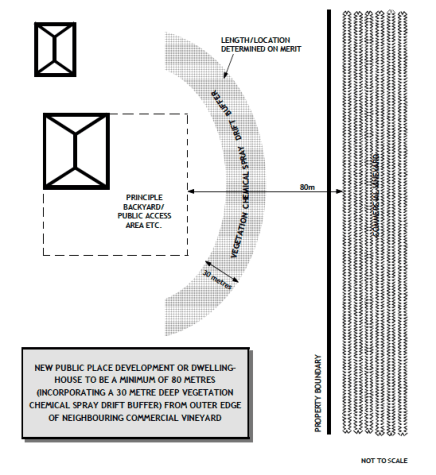 LENGTH/LOCATION
DETERMINED ON MERIT
VEGETATION CHEMICAL SPRAY DRIFT BUFFER
80m
COMMERCIAL VINEYARD
PRINCIPLE
BACKYARD/
PUBLIC ACCESS
AREA ETC.
30 metres
PROPERTY BOUNDARY
NEW PUBLIC PLACE DEVELOPMENT OR DWELLING-
HOUSE TO BE A MINIMUM OF 80 METRES
(INCORPORATING A 30 METRE DEEP VEGETATION
CHEMICAL SPRAY DRIFT BUFFER) FROM OUTER EDGE
OF NEIGHBOURING COMMERCIAL VINEYARD
NOT TO SCALE